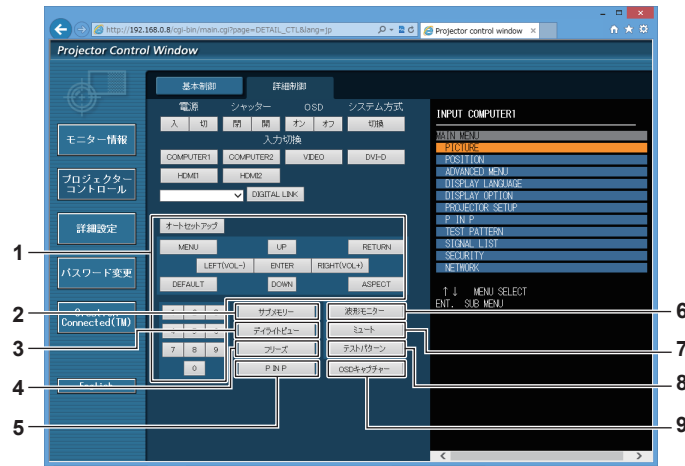 http://192.168.0.8/cgi-bin/main.cgi?page=DETAIL_CTL&lang=jp
Projector control window
Projector Control Window
基本制御
詳細制御
電源 シャッター OSD システム方式
入 切 閉 開 オン オフ 切換
入力切換
COMPUTER1 COMPUTER2 VIDEO DVI-D
HDMI1 HDMI2
DIGITAL LINK
モニター情報
プロジェクター
コントロール
詳細設定
パスワード変更
Connected(TM)
English
オートセットアップ
MENU UP RETURN
LEFT(VOL-) ENTER RIGHT(VOL+)
DEFAULT DOWN ASPECT
サブメモリー 波形モニター
デイライトビュー ミュート
7 8 9 フリーズ テストパターン
0 P IN P OSDキャプチャー
INPUT COMPUTER1
MAIN MENU
PICTURE
POSITION
ADVANCED MENU
DISPLAY LANGUAGE
DISPLAY OPTION
PROJECTOR SETUP
P IN P
TEST PATTERN
SIGNAL LIST
SECURITY
NETWORK
↑↓ MENU SELECT
ENT. SUB MENU
1
2
3
4
5
6
7
8
9